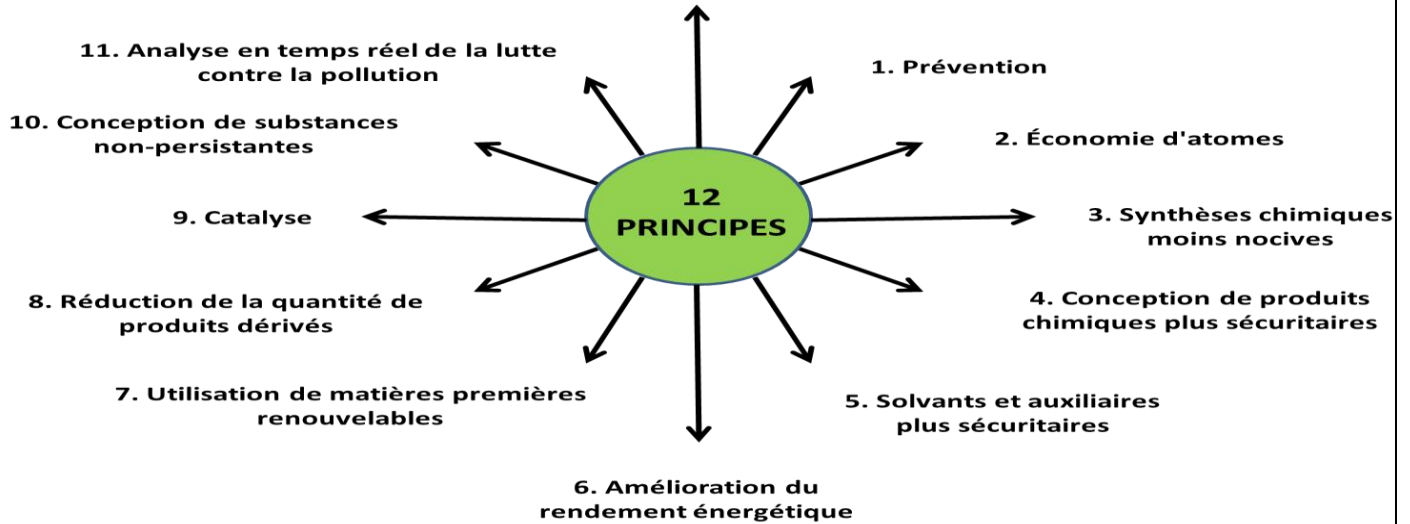 12
PRINCIPES
1. Prévention
2. Économie d'atomes
3. Synthèses chimiques
moins nocives
4. Conception de produits
chimiques plus sécuritaires
5. Solvants et auxiliaires
plus sécuritaires
6. Amélioration du
rendement énergétique
7. Utilisation de matières premières
renouvelables
8. Réduction de la quantité de
produits dérivés
9. Catalyse
10. Conception de substances
non-persistantes
11. Analyse en temps réel de la lutte
contre la pollution